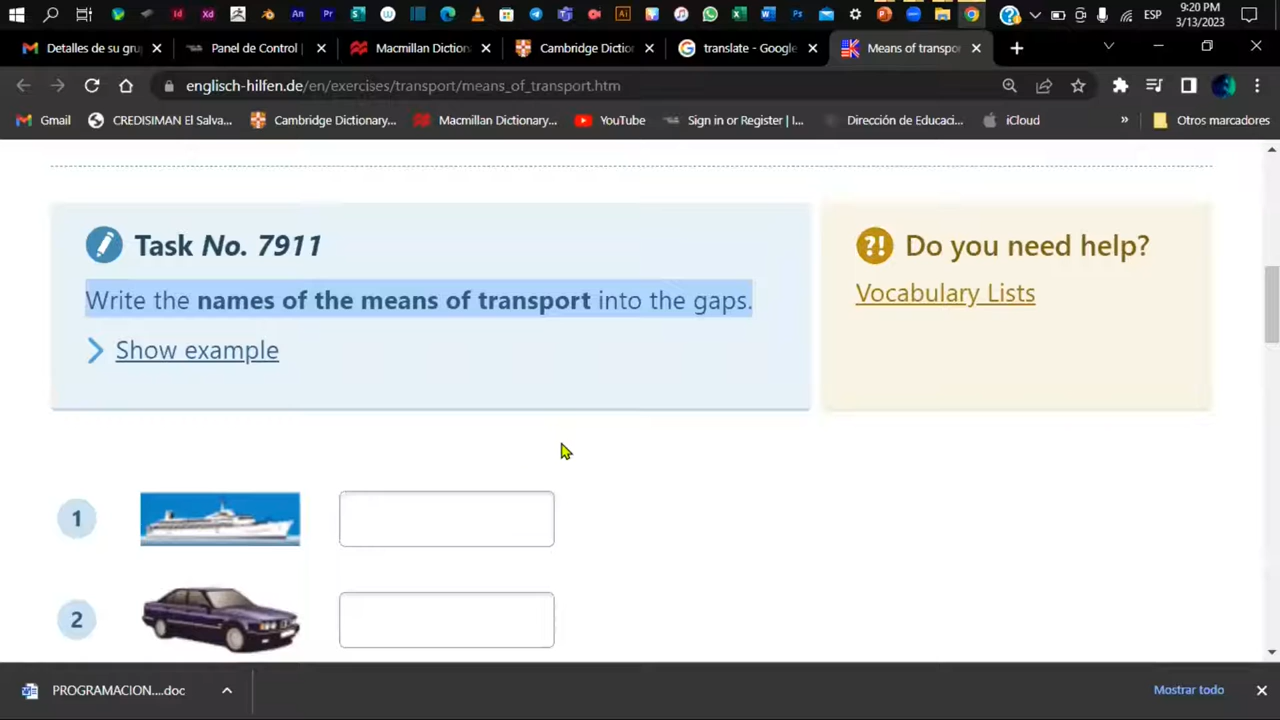 ESP
9:20 PM
3/13/2023
Detalles de su gru
Panel de Control
Macmillan Diction
Cambridge Dictio
translate - Google
Means of transpo
englisch-hilfen.de/en/exercises/transport/means_of_transport.htm
Gmail
CREDISIMAN El Salva...
Cambridge Dictionary...
Macmillan Dictionary...
YouTube
Sign in or Register | I...
Dirección de Educaci...
iCloud
»
Otros marcadores
Task No. 7911
Write the names of the means of transport into the gaps.
Show example
?! Do you need help?
Vocabulary Lists
1
2
PROGRAMACION....doc
Mostrar todo